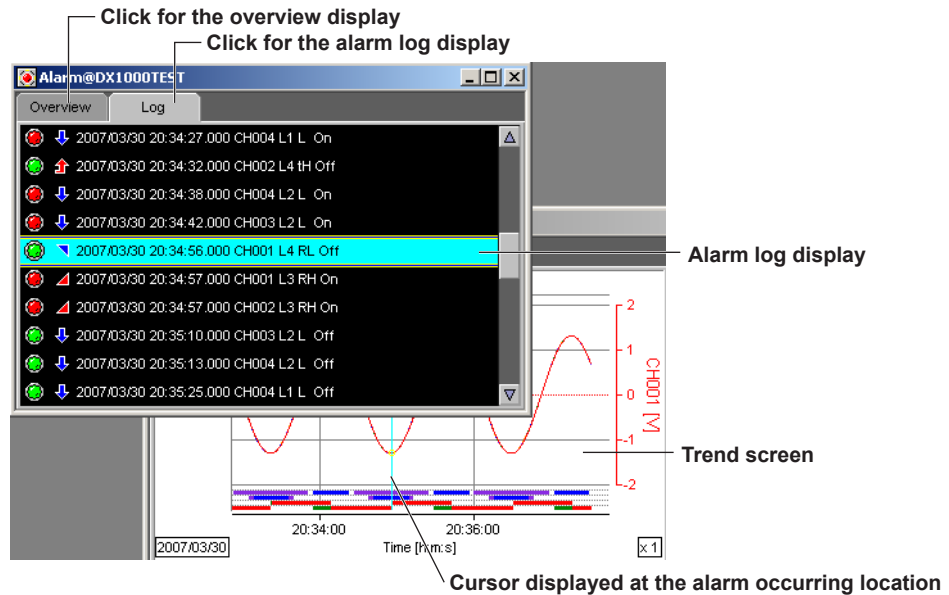 Click for the overview display
Click for the alarm log display
Alarm@DX1000TEST
Overview Log
2007/03/30 20:34:27.000 CH004 L1 L On
2007/03/30 20:34:32.000 CH002 L4 tH Off
2007/03/30 20:34:38.000 CH004 L2 L On
2007/03/30 20:34:42.000 CH003 L2 L On
2007/03/30 20:34:56.000 CH001 L4 RL Off
2007/03/30 20:34:57.000 CH001 L3 RH On
2007/03/30 20:34:57.000 CH002 L3 RH On
2007/03/30 20:35:10.000 CH003 L2 L Off
2007/03/30 20:35:13.000 CH004 L2 L Off
2007/03/30 20:35:25.000 CH004 L1 L Off
Alarm log display
2
1
0
-1
-2
CH001 [V]
Trend screen
20:34:00 20:36:00
2007/03/30 Time [h:m:s] x 1
Cursor displayed at the alarm occurring location